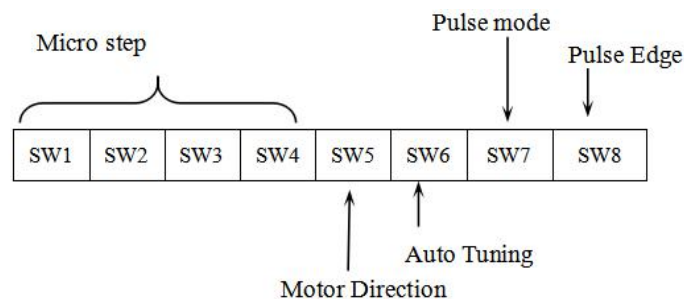 Pulse mode
Micro step
Pulse Edge
SW1 SW2 SW3 SW4 SW5 SW6 SW7 SW8
Auto Tuning
Motor Direction